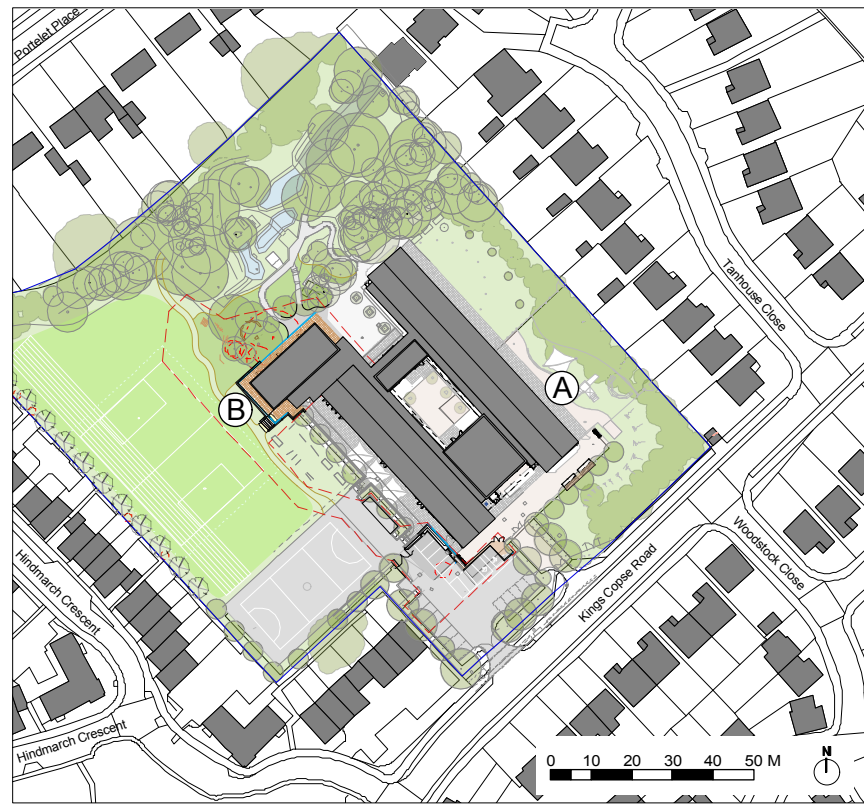 Portelet Place
Tanhouse Close
A
B
Woodstock Close
Kings Copse Road
Hindmarch Crescent
Hindmarch Crescent
0 10 20 30 40 50 M
N